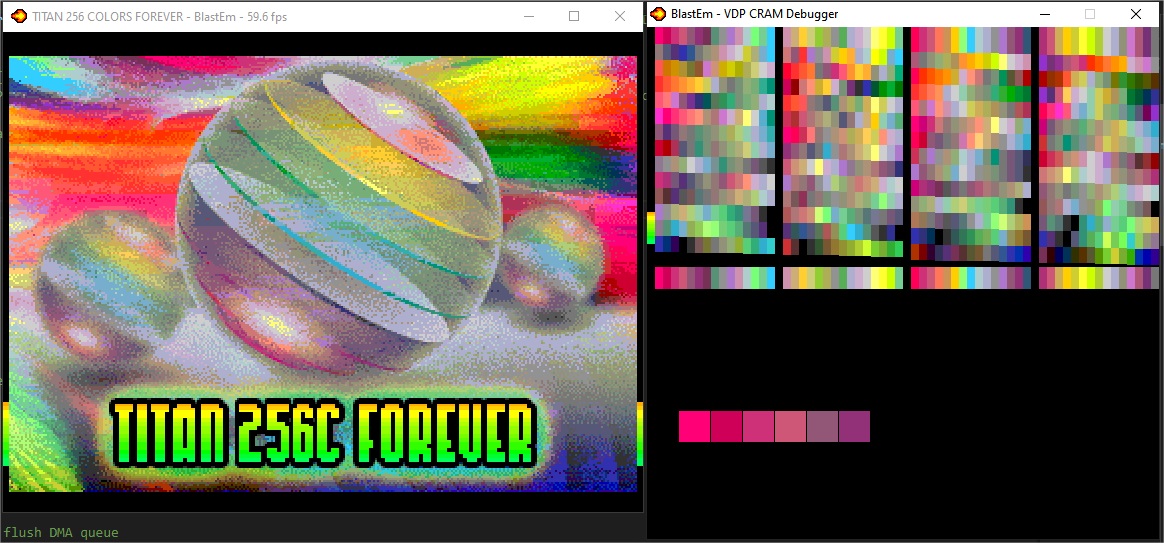 TITAN 256 COLORS FOREVER - BlastEm - 59.6 fps
BlastEm - VDP CRAM Debugger
TITAN 256C FOREVER
flush DMA queue